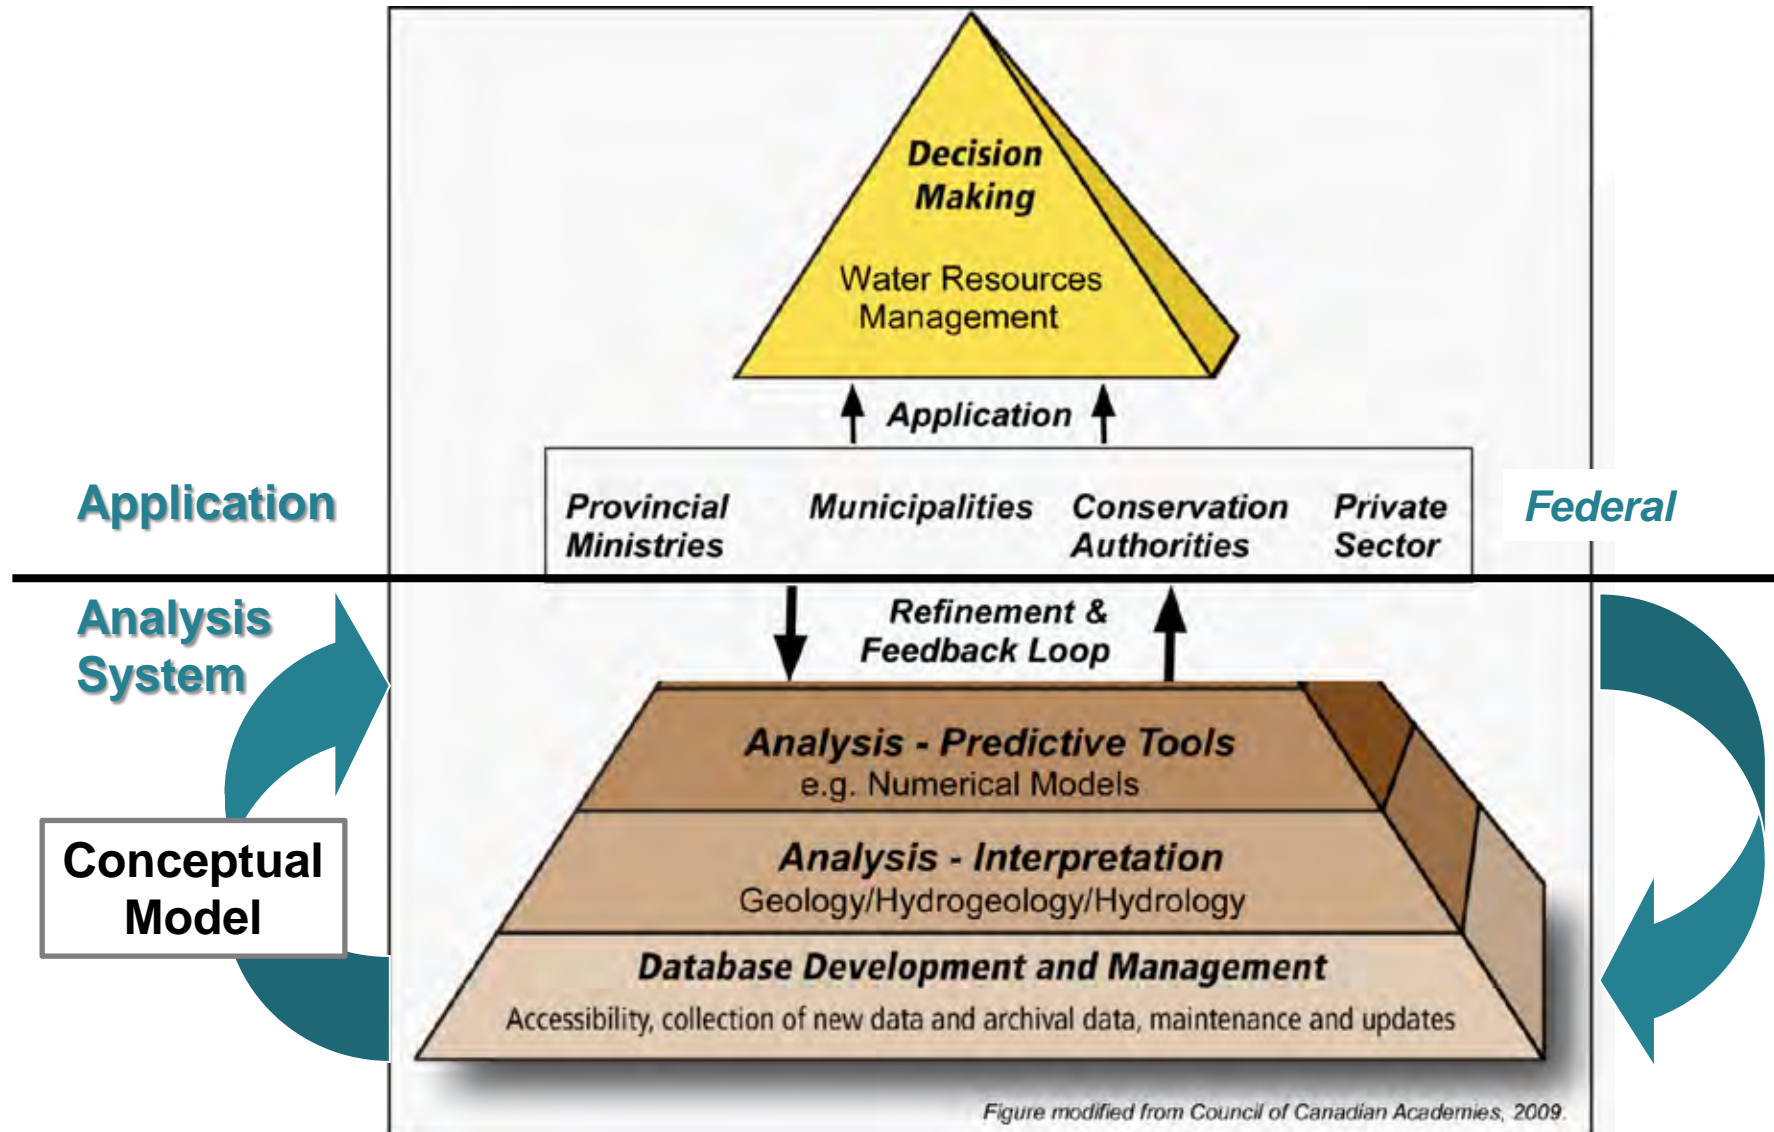 Decision
Making
Water Resources
Management
Application
Application
Provincial
Ministries
Municipalities
Conservation
Authorities
Private
Sector
Federal
Analysis
System
Refinement &
Feedback Loop
Analysis - Predictive Tools
e.g. Numerical Models
Conceptual
Model
Analysis - Interpretation
Geology/Hydrogeology/Hydrology
Database Development and Management
Accessibility, collection of new data and archival data, maintenance and updates
Figure modified from Council of Canadian Academies, 2009.